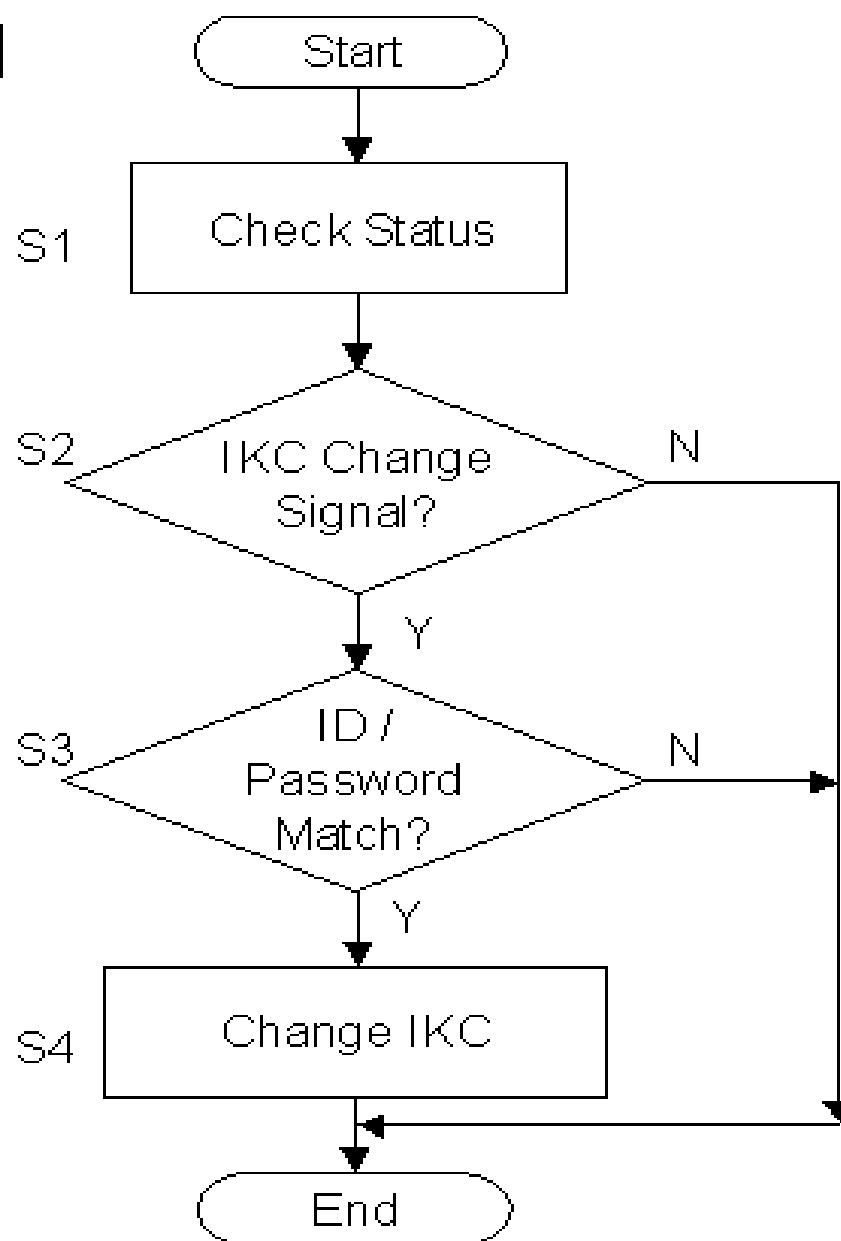 Start
S1
Check Status
S2
IKC Change
Signal?
N
Y
S3
ID /
Password
Match?
N
Y
S4
Change IKC
End